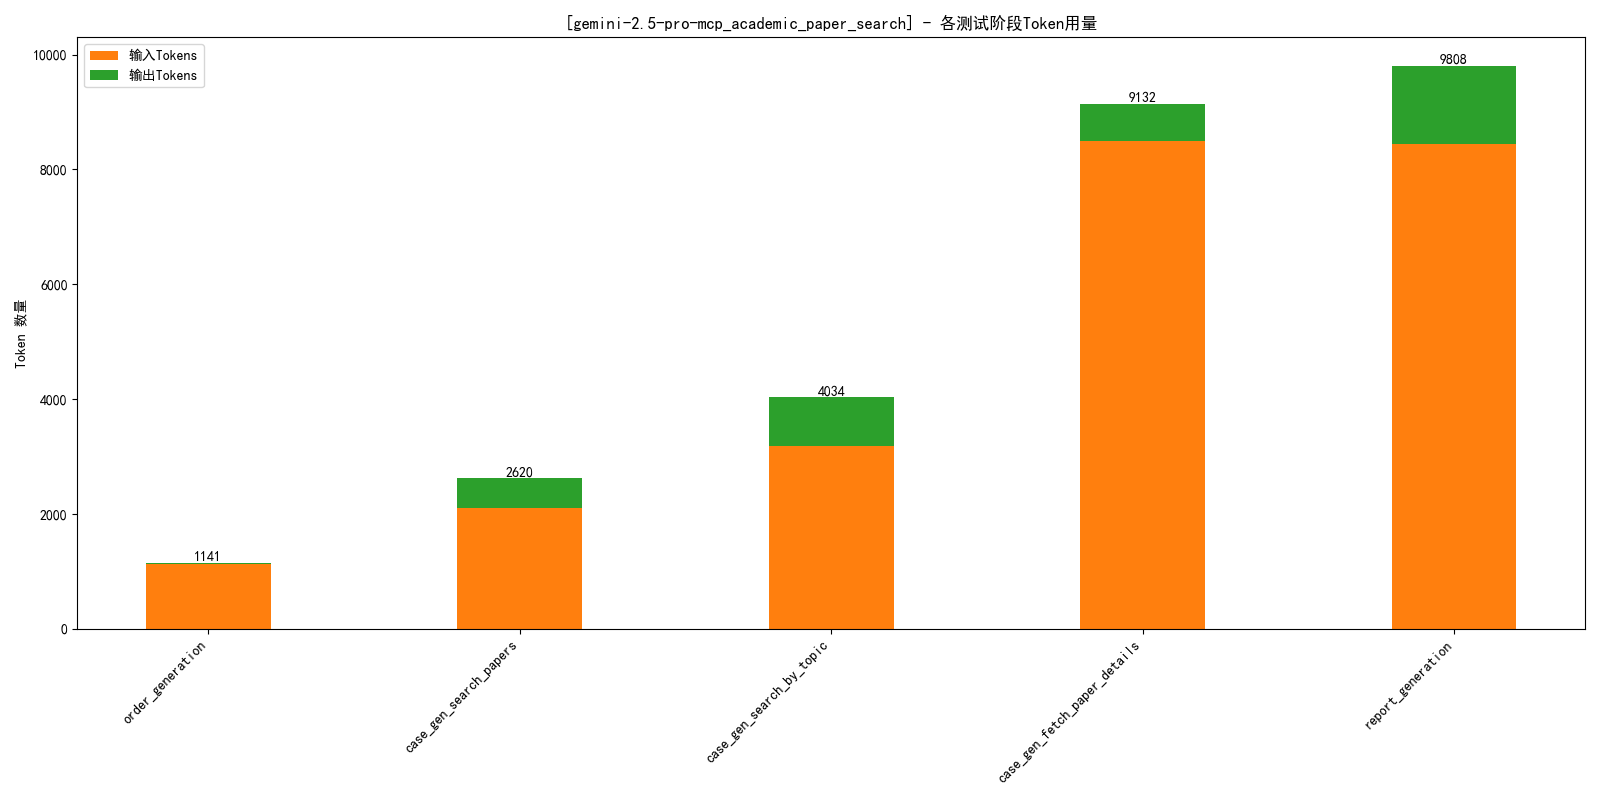 [gemini-2.5-pro-mcp_academic_paper_search] - 各测试阶段Token用量
输入Tokens
输出Tokens
Token 数量
10000
8000
6000
4000
2000
0
1141
2620
4034
9132
9808
order_generation
case_gen_search_papers
case_gen_search_by_topic
case_gen_fetch_paper_details
report_generation